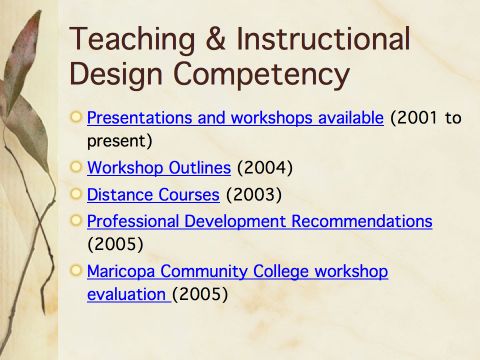 Teaching & Instructional
Design Competency
Presentations and workshops available (2001 to
present)
Workshop Outlines (2004)
Distance Courses (2003)
Professional Development Recommendations
(2005)
Maricopa Community College workshop
evaluation (2005)